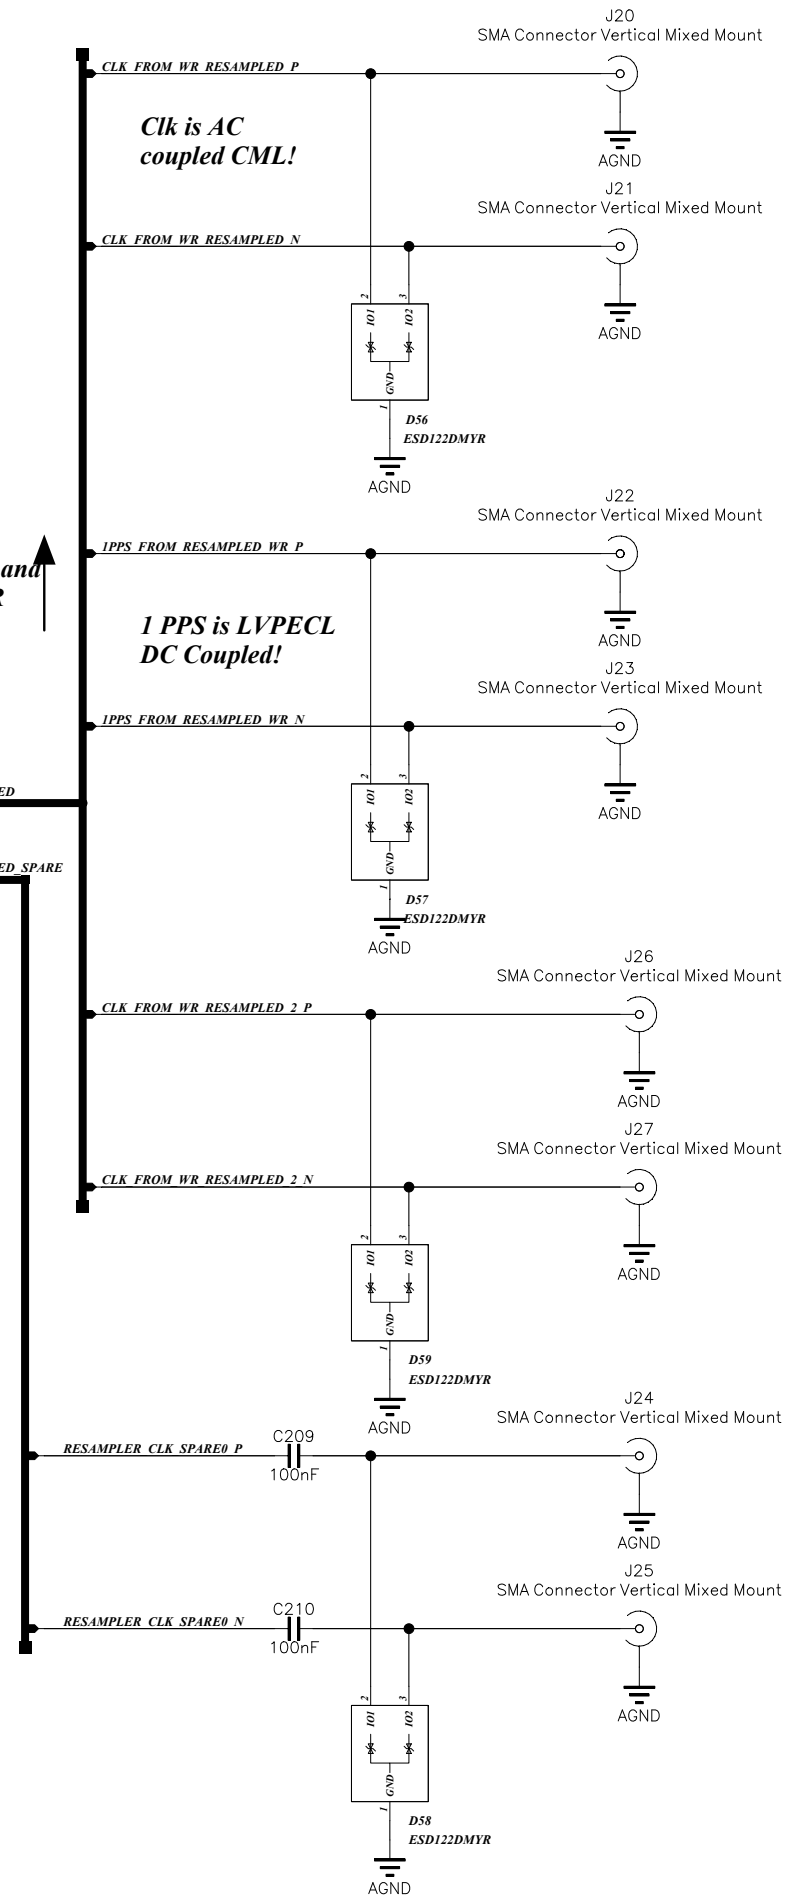 J20
SMA Connector Vertical Mixed Mount
CLK_FROM_WR_RESAMPLED_P
Clk is AC
coupled CML!
AGND
J21
SMA Connector Vertical Mixed Mount
CLK_FROM_WR_RESAMPLED_N
2
3
IO1
IO2
AGND
GND
1
D56
ESD122DMYR
AGND
J22
SMA Connector Vertical Mixed Mount
1PPS_FROM_RESAMPLED_WR_P
and
R
1 PPS is LVPECL
DC Coupled!
AGND
J23
SMA Connector Vertical Mixed Mount
1PPS_FROM_RESAMPLED_WR_N
2
3
IO1
IO2
ED
AGND
GND
ED_SPARE
1
D57
ESD122DMYR
AGND
J26
SMA Connector Vertical Mixed Mount
CLK_FROM_WR_RESAMPLED_2_P
AGND
J27
SMA Connector Vertical Mixed Mount
CLK_FROM_WR_RESAMPLED_2_N
2
3
IO1
IO2
AGND
GND
1
D59
ESD122DMYR
AGND
J24
SMA Connector Vertical Mixed Mount
C209
RESAMPLER_CLK_SPARE0_P
100nF
AGND
J25
SMA Connector Vertical Mixed Mount
C210
RESAMPLER_CLK_SPARE0_N
100nF
2
3
IO1
IO2
AGND
GND
1
D58
ESD122DMYR
AGND